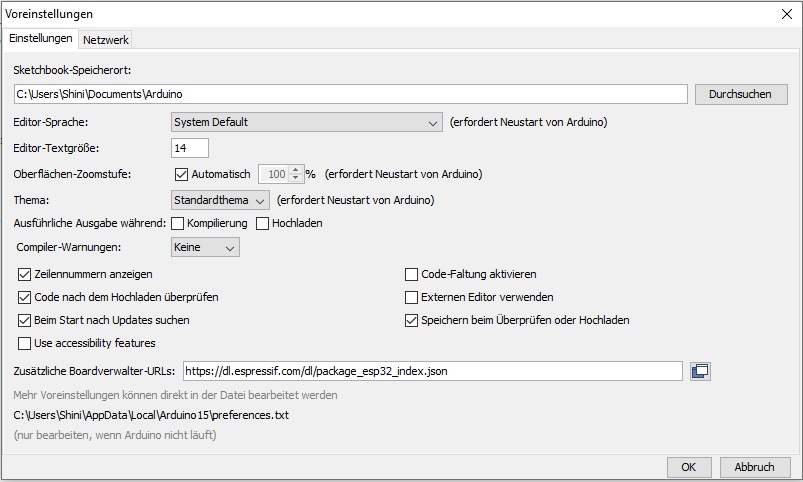 Voreinstellungen
Einstellungen Netzwerk
Sketchbook-Speicherort:
C:\Users\Shini\Documents\Arduino Durchsuchen
Editor-Sprache: System Default (erfordert Neustart von Arduino)
Editor-Textgröße: 14
Oberflächen-Zoomstufe: Automatisch 100 % (erfordert Neustart von Arduino)
Thema: Standardthema (erfordert Neustart von Arduino)
Ausführliche Ausgabe während: Kompilierung Hochladen
Compiler-Warnungen: Keine
Zeilennummern anzeigen Code-Faltung aktivieren
Code nach dem Hochladen überprüfen Externen Editor verwenden
Beim Start nach Updates suchen Speichern beim Überprüfen oder Hochladen
Use accessibility features
Zusätzliche Boardverwalter-URLs: https://dl.espressif.com/dl/package_esp32_index.json
Mehr Voreinstellungen können direkt in der Datei bearbeitet werden
C:\Users\Shini\AppData\Local\Arduino15\preferences.txt
(nur bearbeiten, wenn Arduino nicht läuft)
OK Abbruch